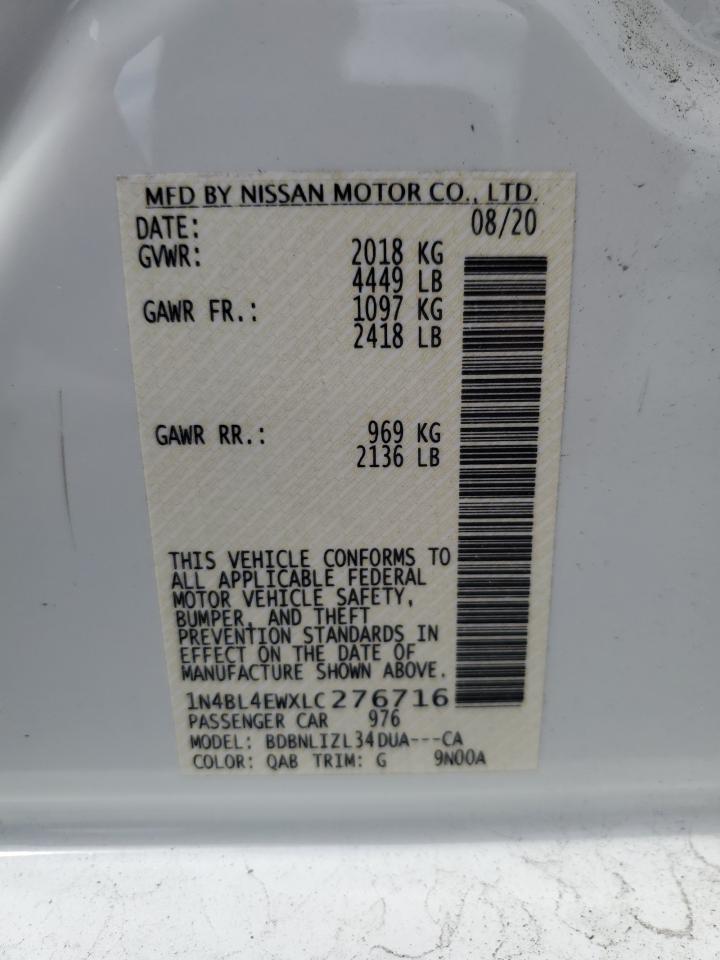 MFD BY NISSAN MOTOR CO., LTD.
DATE: 08/20
GVWR: 2018 KG
4449 LB
GAWR FR.: 1097 KG
2418 LB
GAWR RR.: 969 KG
2136 LB
THIS VEHICLE CONFORMS TO
ALL APPLICABLE FEDERAL
MOTOR VEHICLE SAFETY,
BUMPER, AND THEFT
PREVENTION STANDARDS IN
EFFECT ON THE DATE OF
MANUFACTURE SHOWN ABOVE.
1N4BL4EWXLC276716
PASSENGER CAR 976
MODEL: BDBNLIZL34DUA---CA
COLOR: QAB TRIM: G 9N00A